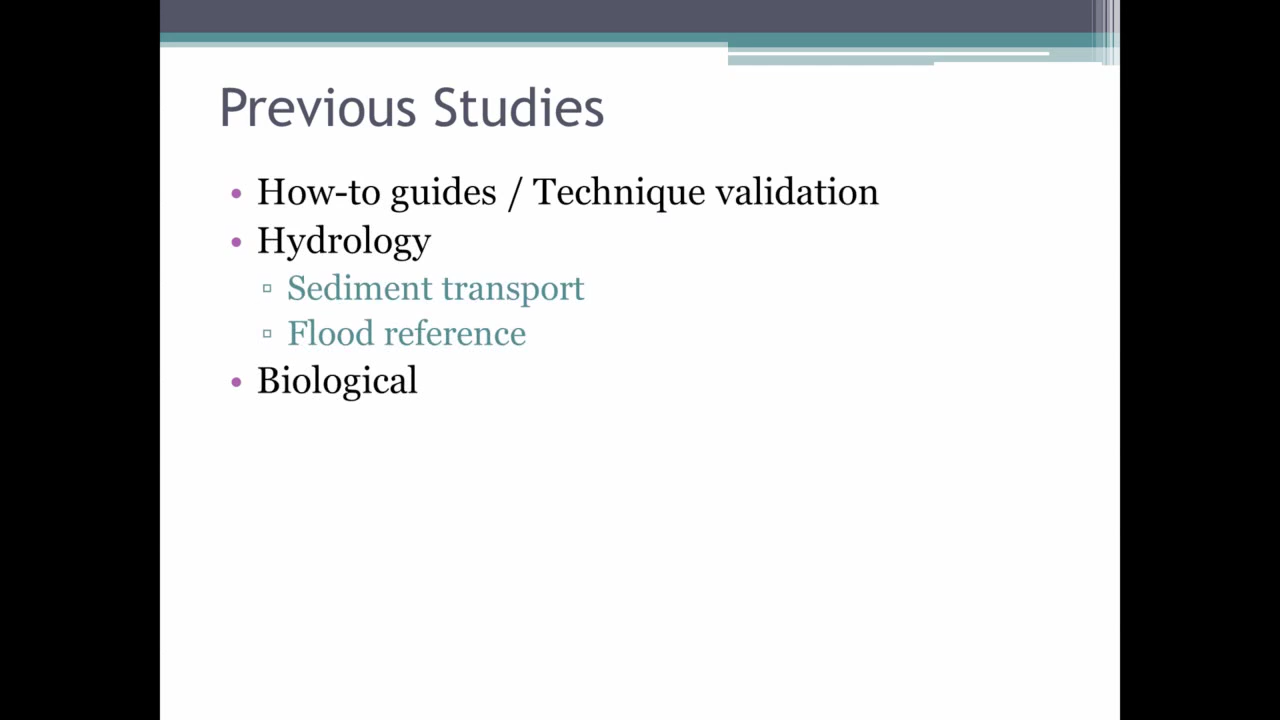 Previous Studies
• How-to guides / Technique validation
• Hydrology
▫ Sediment transport
▫ Flood reference
• Biological